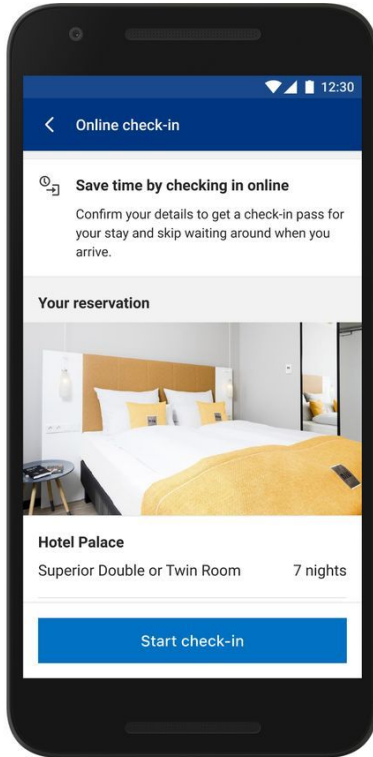 12:30
Online check-in
Save time by checking in online
Confirm your details to get a check-in pass for
your stay and skip waiting around when you
arrive.
Your reservation
Hotel Palace
Superior Double or Twin Room 7 nights
Start check-in